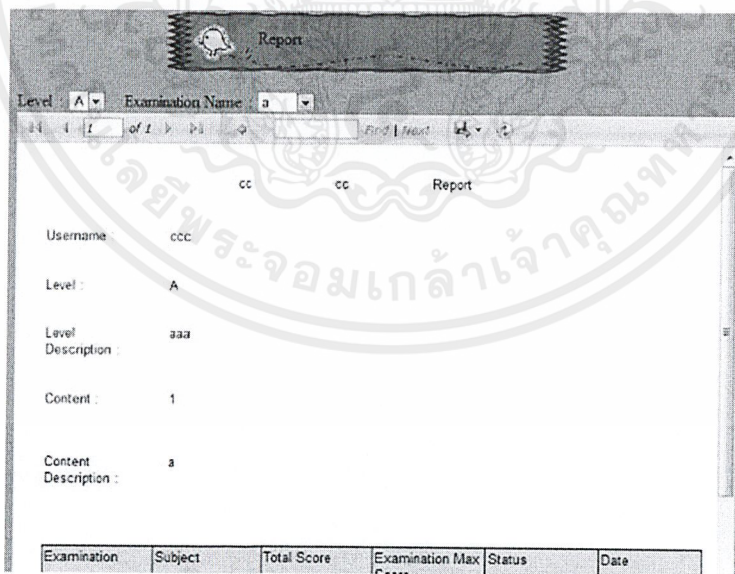 Report
Level : A Examination Name : a
1 of 1 Find | Next
cc cc Report
Username : ccc
Level : A
Level
Description : aaa
Content : 1
Content
Description : a
Examination Subject Total Score Examination Max Status Date
Score